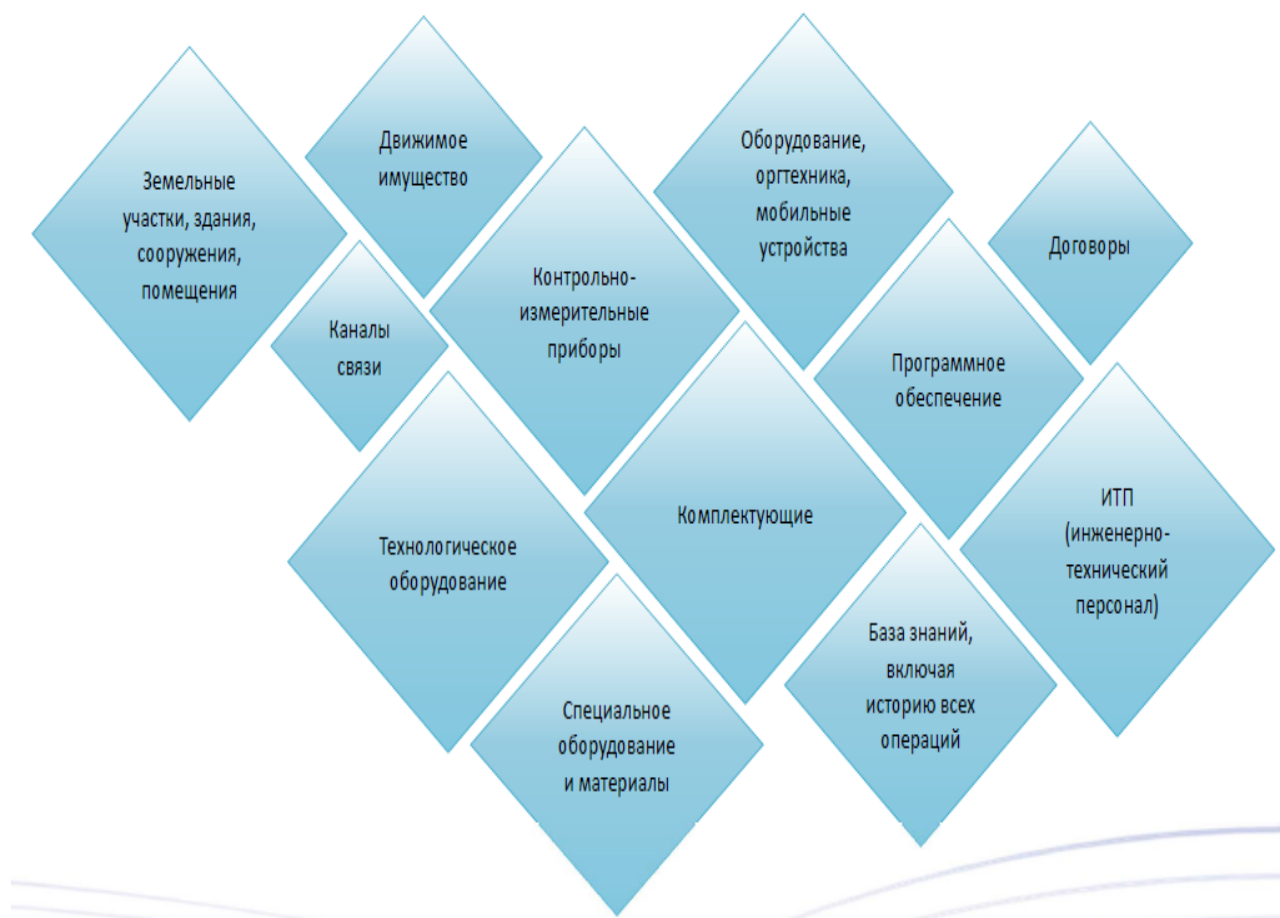 Земельные
участки, здания,
сооружения,
помещения
Движимое
имущество
Каналы
связи
Контрольно-
измерительные
приборы
Оборудование,
оргтехника,
мобильные
устройства
Договоры
Программное
обеспечение
Технологическое
оборудование
Комплектующие
ИТП
(инженерно-
технический
персонал)
Специальное
оборудование
и материалы
База знаний,
включая
историю всех
операций